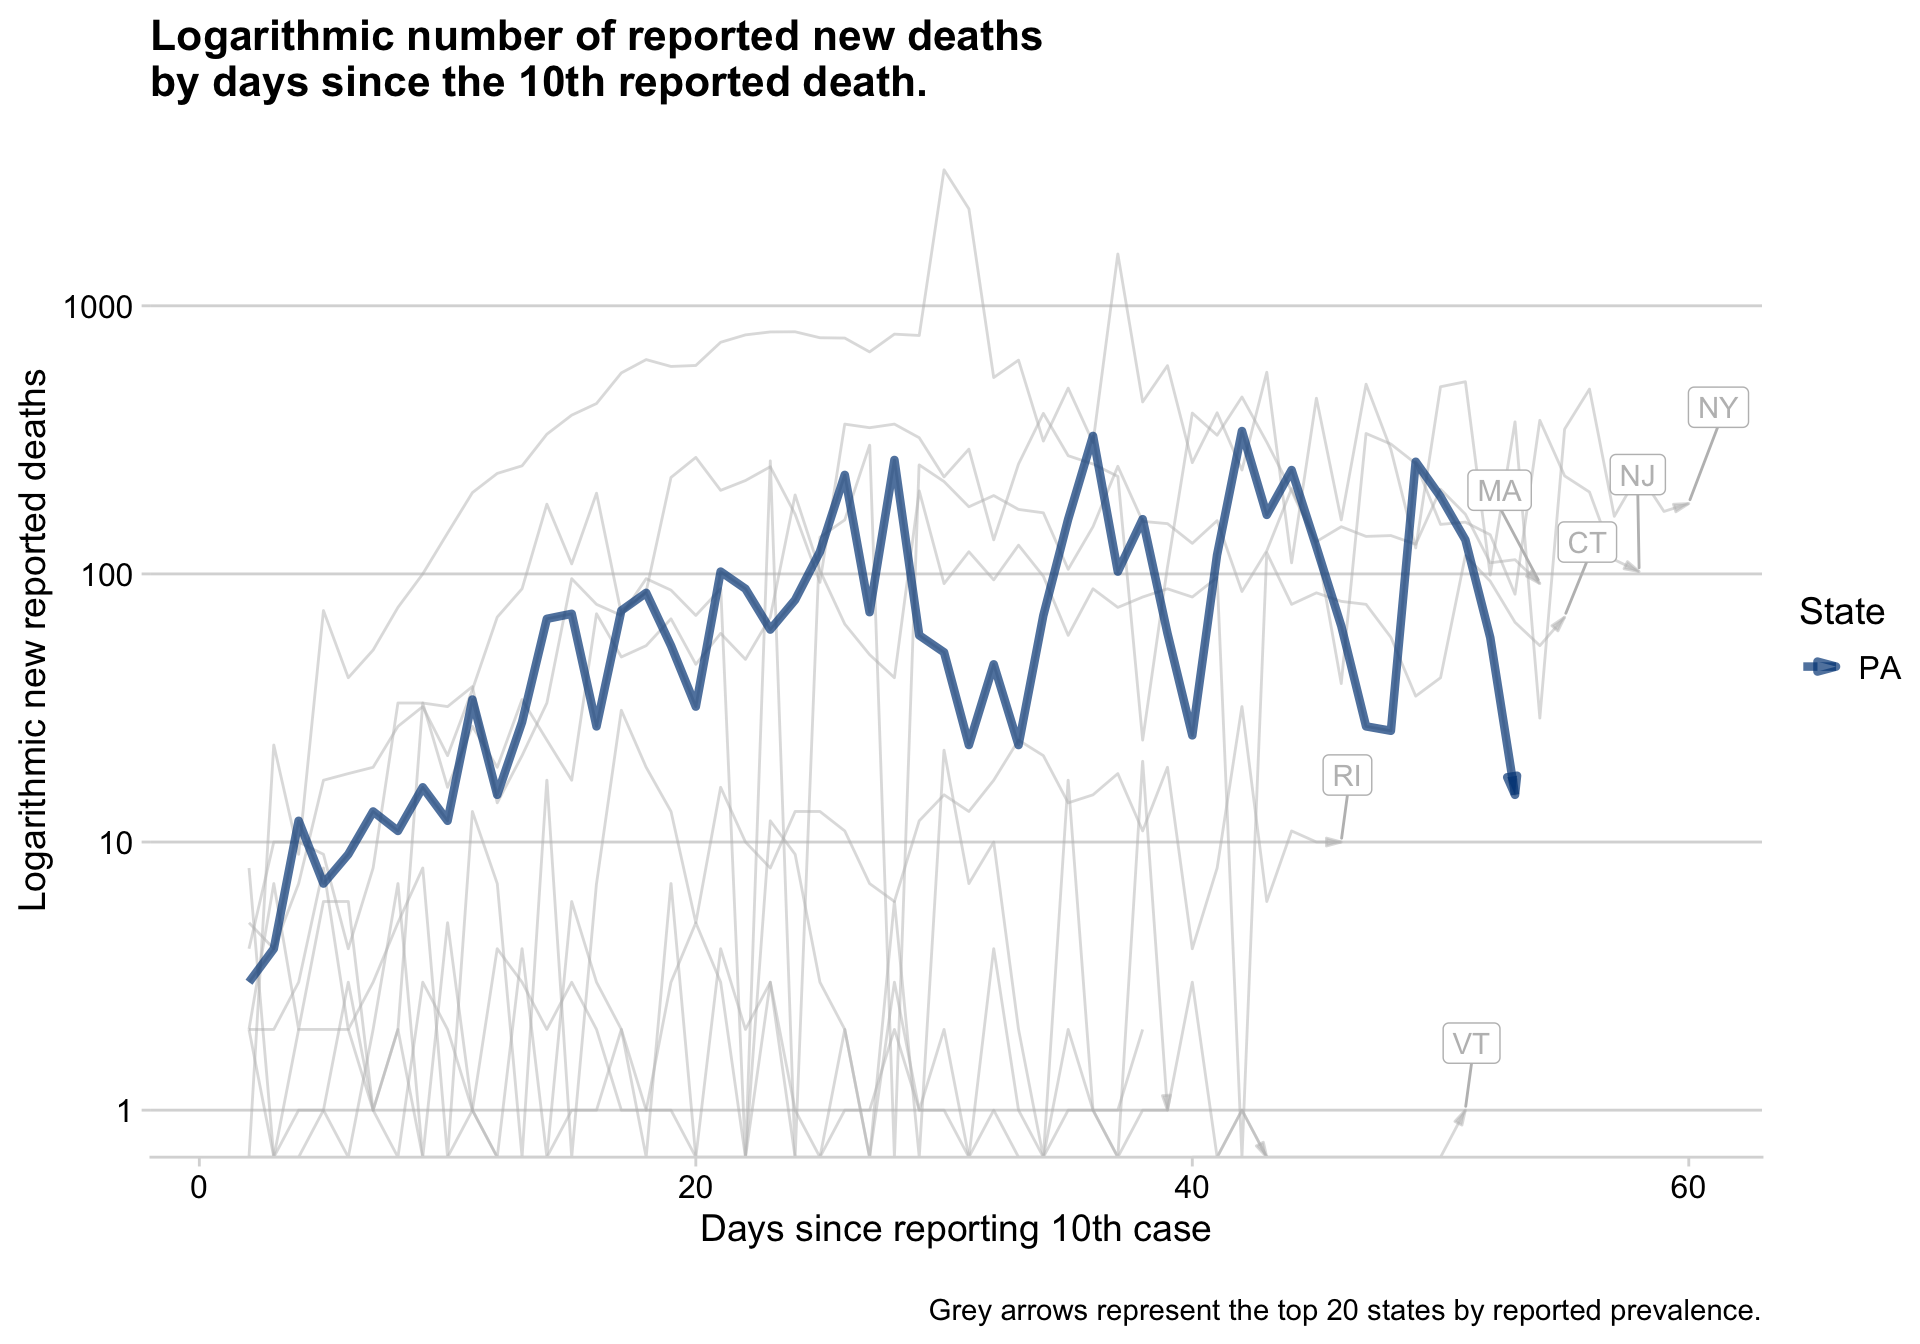 Logarithmic number of reported new deaths
by days since the 10th reported death.
Logarithmic new reported deaths
1000
100
10
1
NY
NJ
MA
CT
RI
VT
State
PA
0
20
40
60
Days since reporting 10th case
Grey arrows represent the top 20 states by reported prevalence.